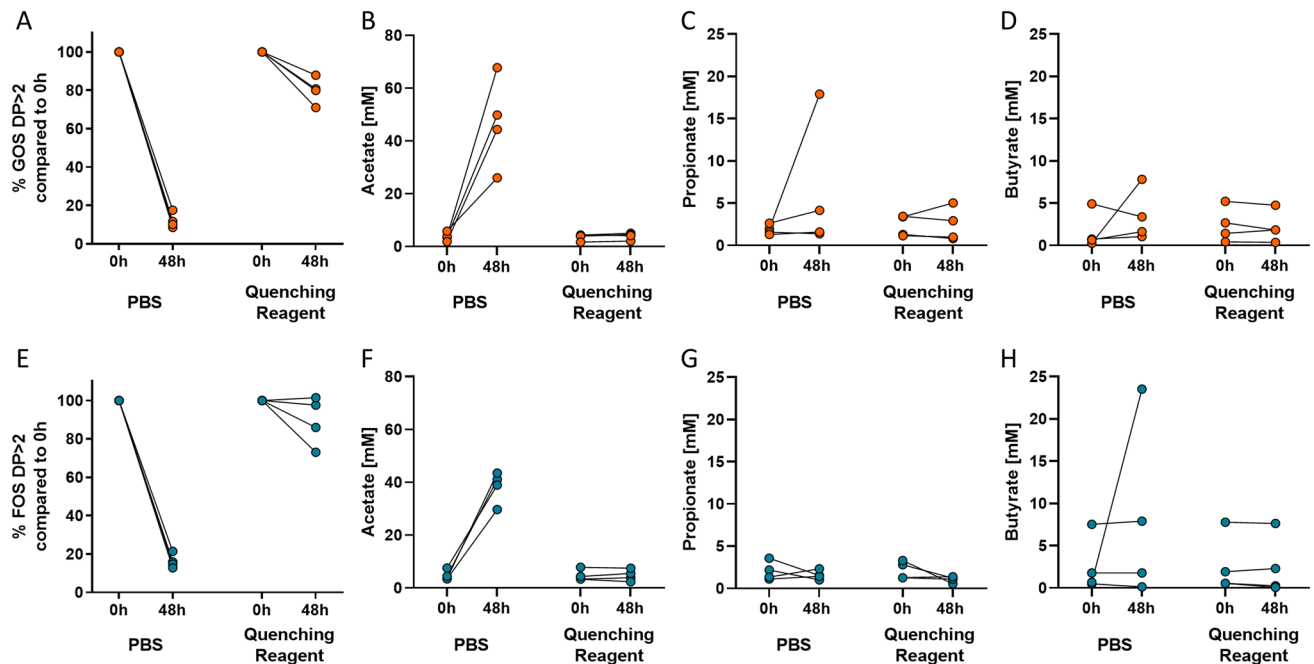 A
% GOS DP>2
compared to 0h
100
80
60
40
20
0
0h 48h 0h 48h
PBS Quenching
Reagent
B
Acetate [mM]
80
60
40
20
0
0h 48h 0h 48h
PBS Quenching
Reagent
C
Propionate [mM]
25
20
15
10
5
0
0h 48h 0h 48h
PBS Quenching
Reagent
D
Butyrate [mM]
25
20
15
10
5
0
0h 48h 0h 48h
PBS Quenching
Reagent
E
% FOS DP>2
compared to 0h
100
80
60
40
20
0
0h 48h 0h 48h
PBS Quenching
Reagent
F
Acetate [mM]
80
60
40
20
0
0h 48h 0h 48h
PBS Quenching
Reagent
G
Propionate [mM]
25
20
15
10
5
0
0h 48h 0h 48h
PBS Quenching
Reagent
H
Butyrate [mM]
25
20
15
10
5
0
0h 48h 0h 48h
PBS Quenching
Reagent